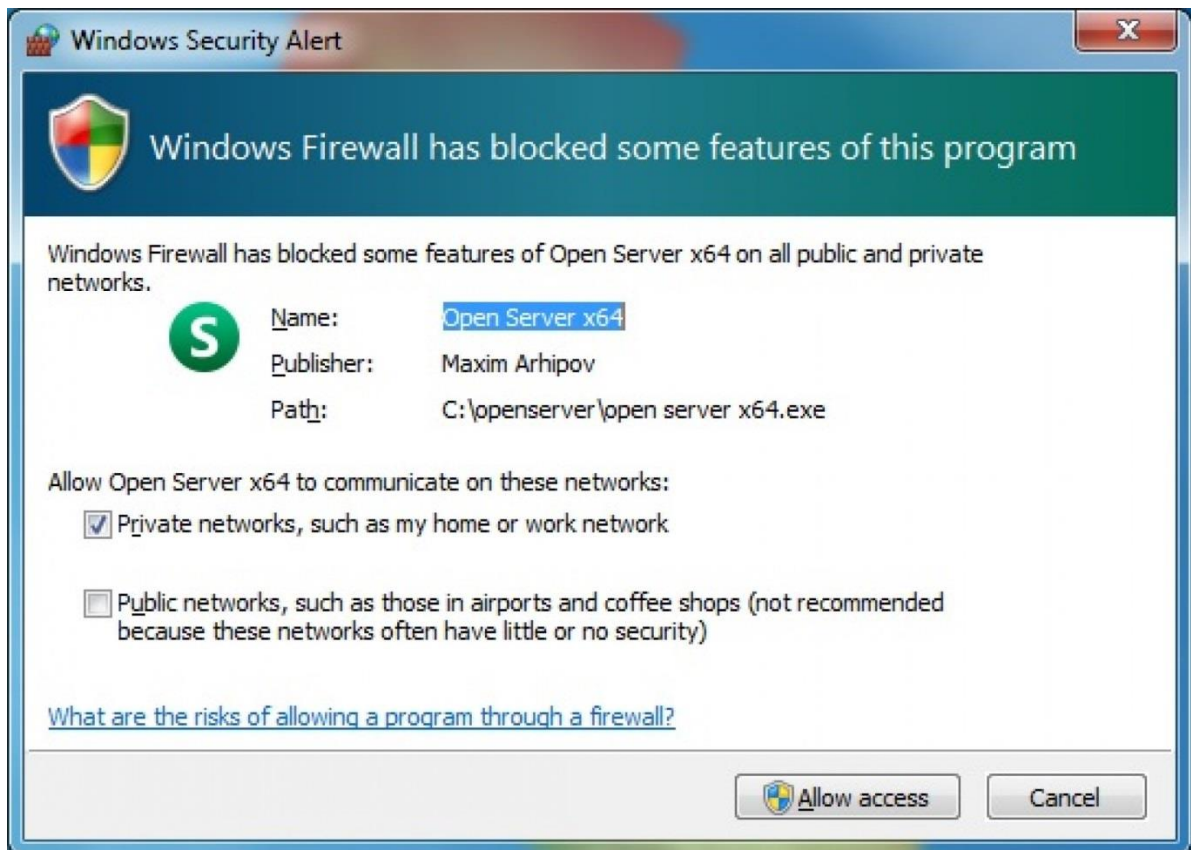 Windows Security Alert
Windows Firewall has blocked some features of this program
Windows Firewall has blocked some features of Open Server x64 on all public and private
networks.
S
Name: Open Server x64
Publisher: Maxim Arhipov
Path: C:\openserver\open server x64.exe
Allow Open Server x64 to communicate on these networks:
Private networks, such as my home or work network
Public networks, such as those in airports and coffee shops (not recommended
because these networks often have little or no security)
What are the risks of allowing a program through a firewall?
Allow access Cancel